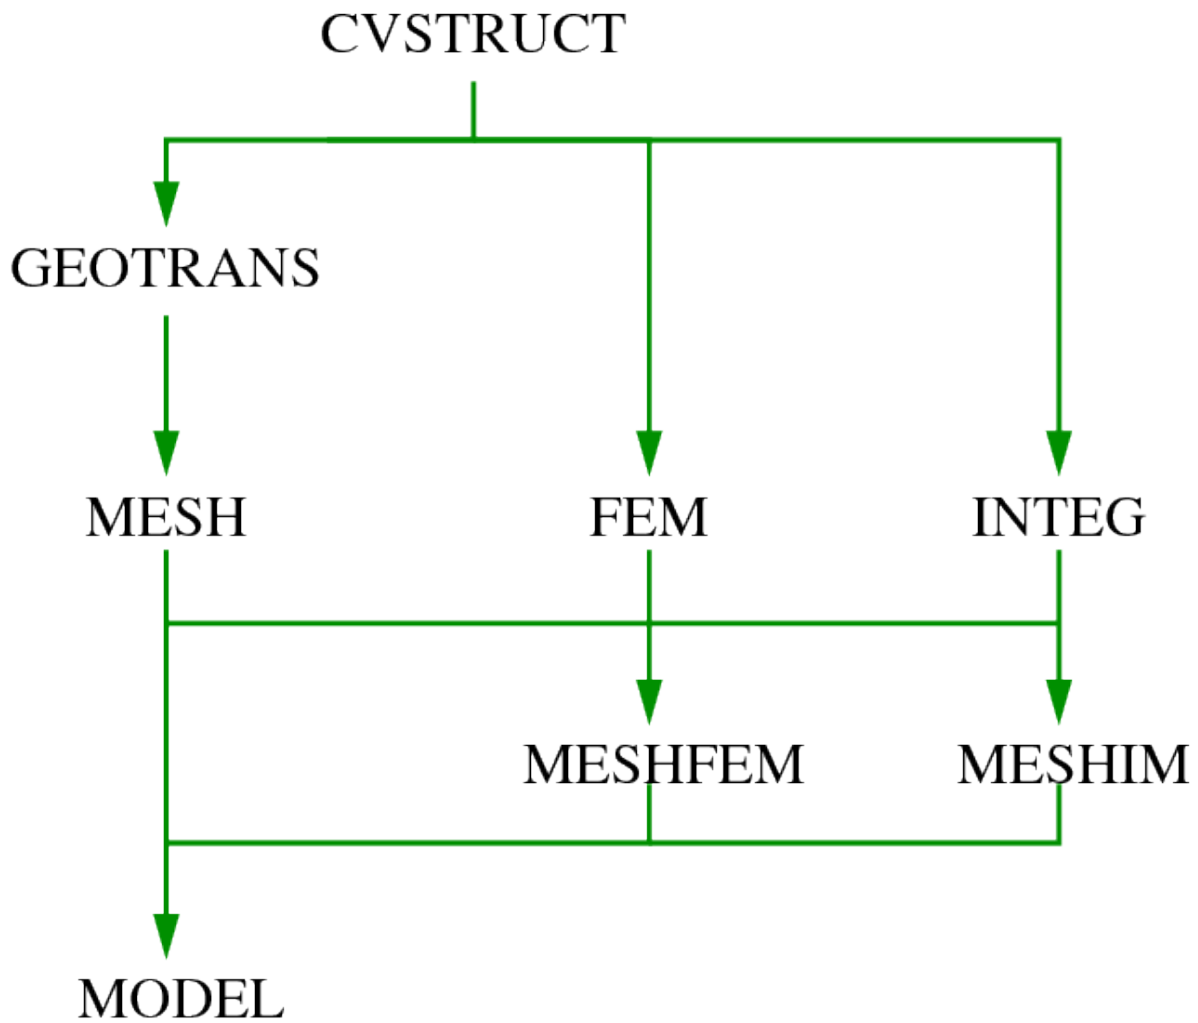 CVSTRUCT
GEOTRANS
MESH
FEM
INTEG
MESHFEM
MESHIM
MODEL